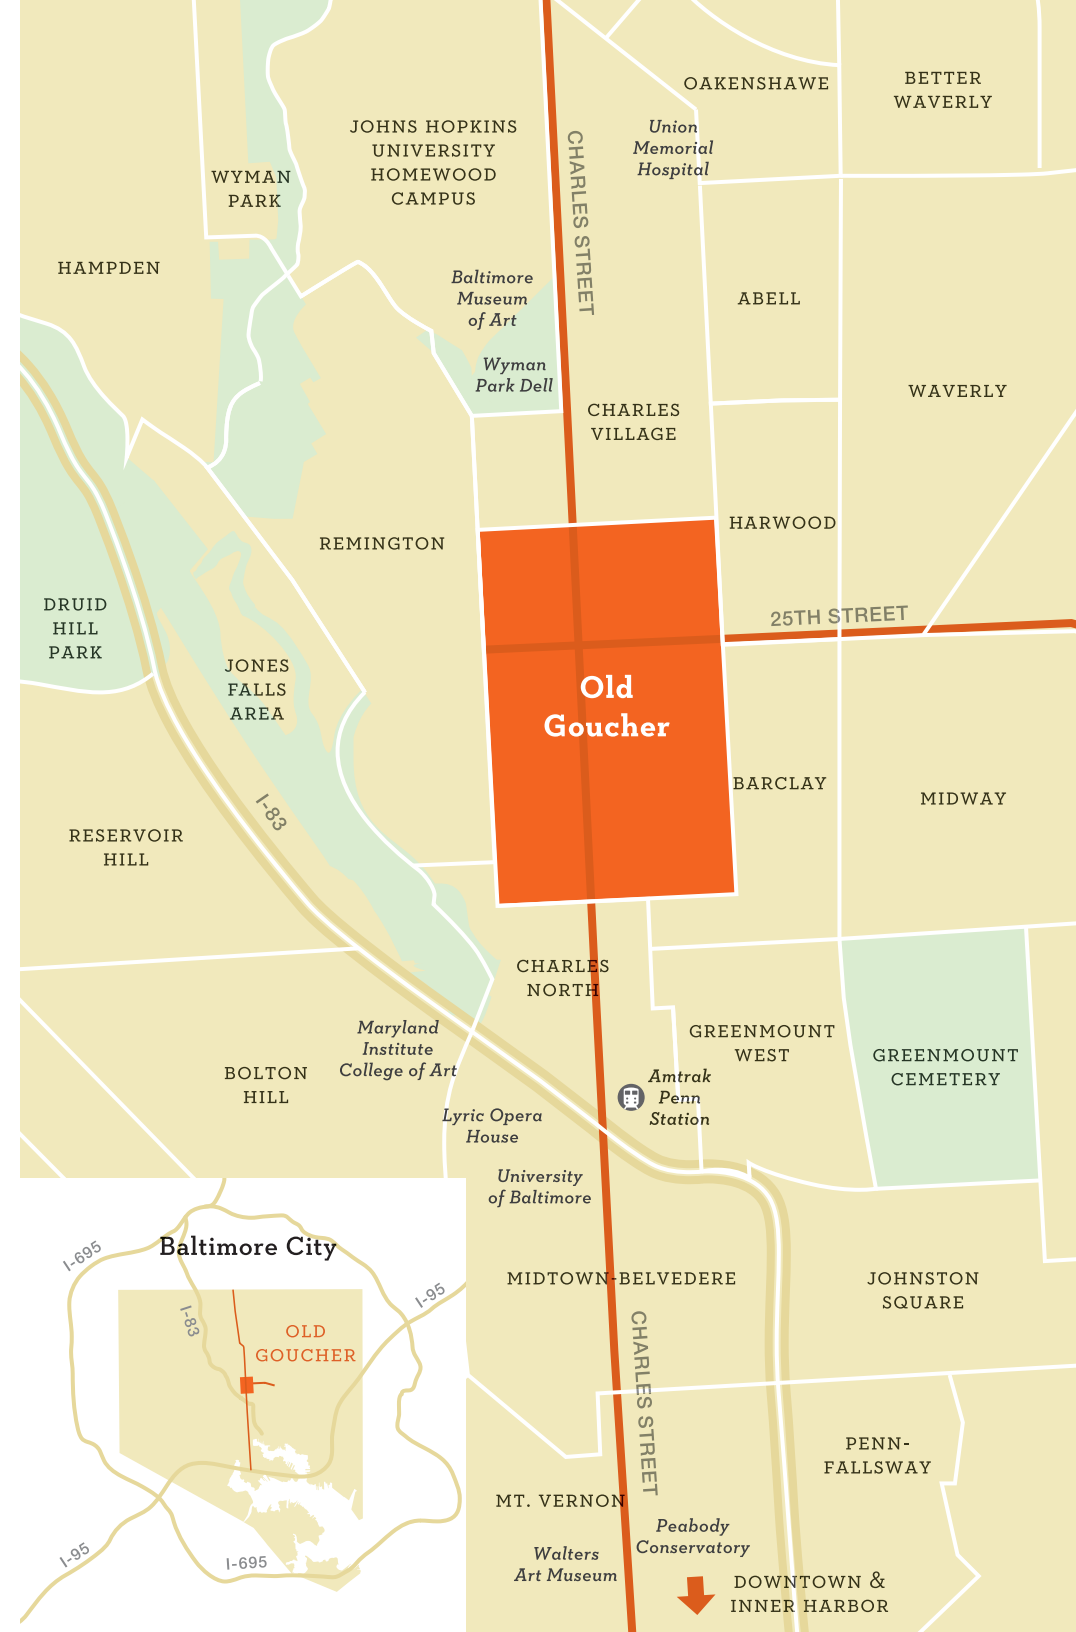 OAKENSHAWE
BETTER
WAVERLY
JOHNS HOPKINS
UNIVERSITY
HOMEWOOD
CAMPUS
Union
Memorial
Hospital
CHARLES STREET
WYMAN
PARK
HAMPDEN
Baltimore
Museum
of Art
ABELL
Wyman
Park Dell
CHARLES
VILLAGE
WAVERLY
REMINGTON
HARWOOD
25TH STREET
DRUID
HILL
PARK
JONES
FALLS
AREA
Old
Goucher
BARCLAY
MIDWAY
I-83
RESERVOIR
HILL
CHARLES
NORTH
Maryland
Institute
College of Art
GREENMOUNT
WEST
GREENMOUNT
CEMETERY
BOLTON
HILL
Amtrak
Penn
Station
Lyric Opera
House
University
of Baltimore
MIDTOWN-BELVEDERE
JOHNSTON
SQUARE
CHARLES STREET
PENN-
FALLSWAY
MT. VERNON
Peabody
Conservatory
Walters
Art Museum
DOWNTOWN &
INNER HARBOR
Baltimore City
I-695
I-95
I-83
OLD
GOUCHER
I-95
I-695